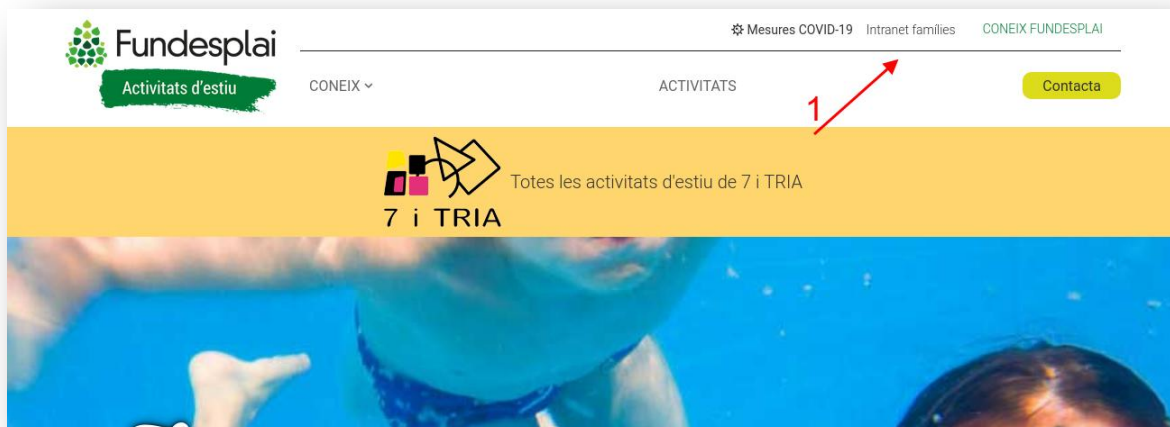 Fundesplai
Activitats d'estiu
Mesures COVID-19 Intranet famílies CONEIX FUNDESPLAI
CONEIX ACTIVITATS Contacta
1
7 i TRIA
Totes les activitats d'estiu de 7 i TRIA